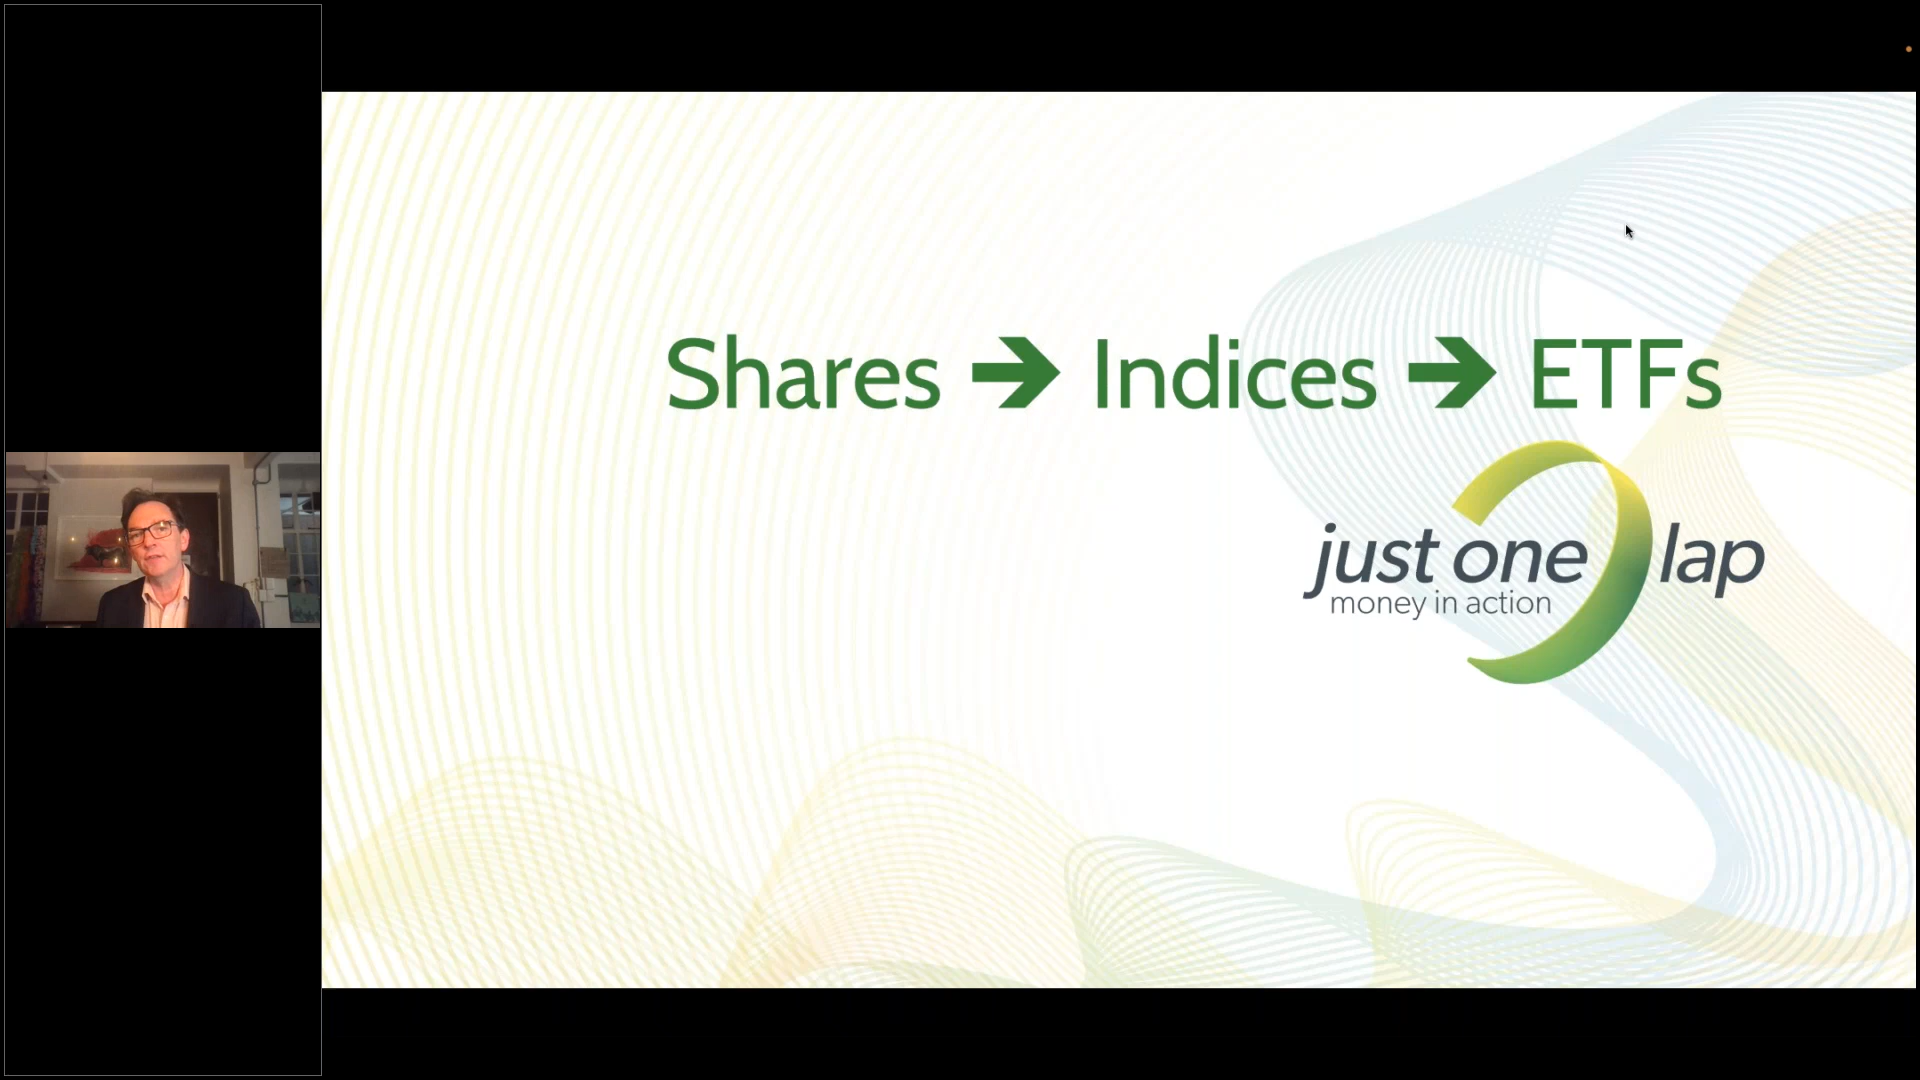 Shares ➔ Indices ➔ ETFs
just one lap
money in action